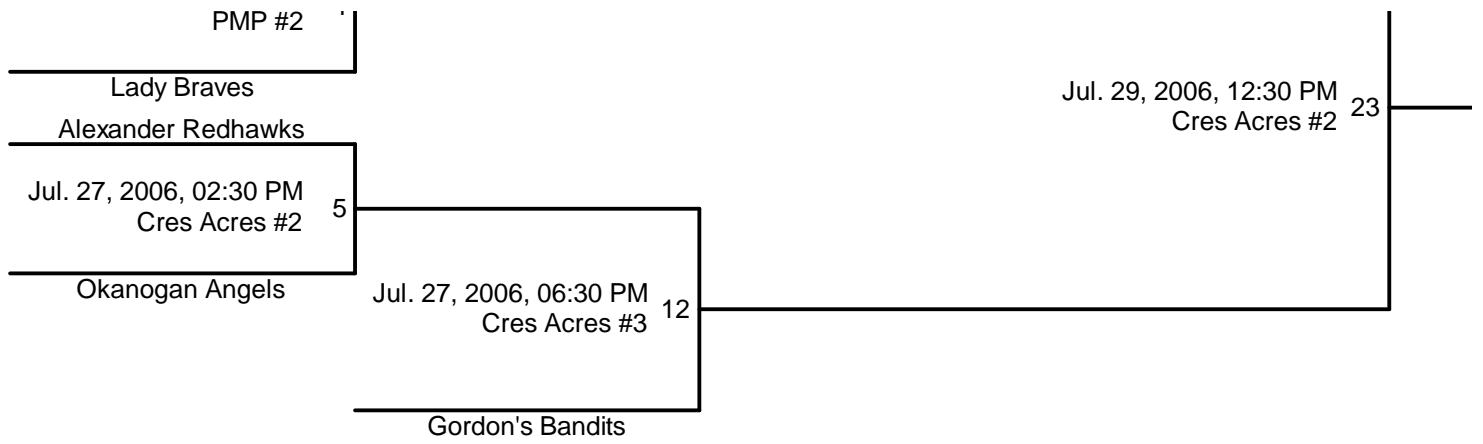 PMP #2
Lady Braves
Alexander Redhawks
Jul. 27, 2006, 02:30 PM
Cres Acres #2
5
Okanogan Angels
Jul. 27, 2006, 06:30 PM
Cres Acres #3
12
Gordon's Bandits
Jul. 29, 2006, 12:30 PM
Cres Acres #2
23